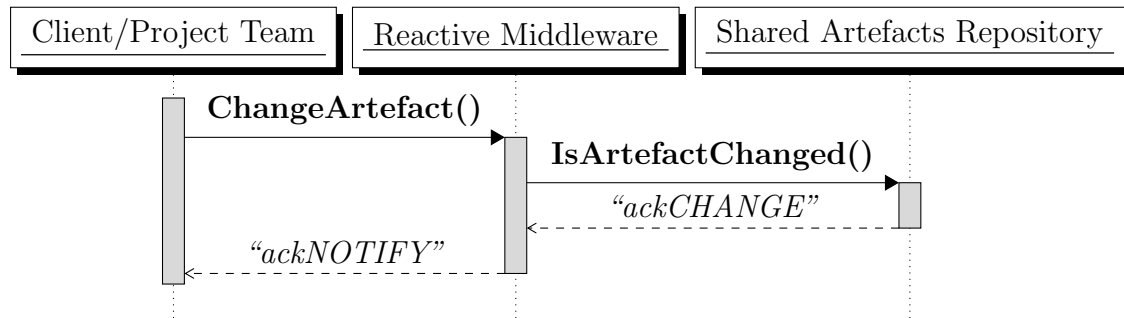 Client/Project Team
Reactive Middleware
Shared Artefacts Repository
ChangeArtefact()
IsArtefactChanged()
“ackCHANGE”
“ackNOTIFY”